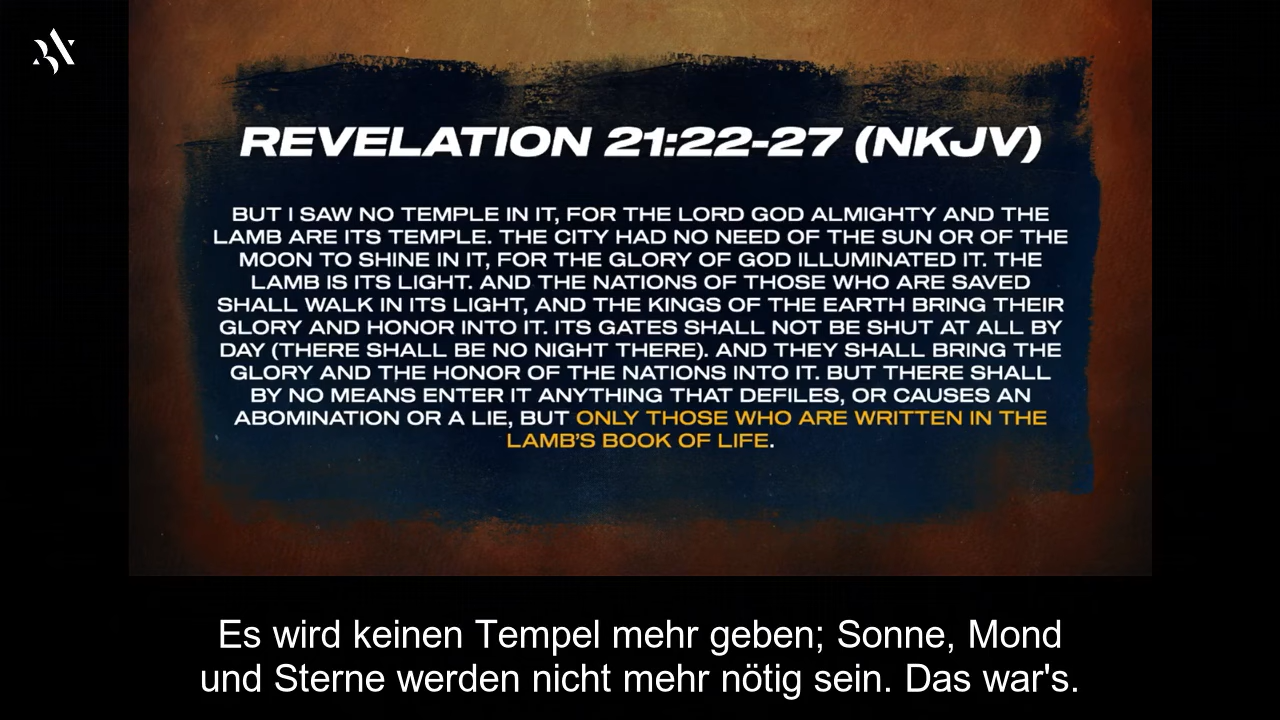 REVELATION 21:22-27 (NKJV)
BUT I SAW NO TEMPLE IN IT, FOR THE LORD GOD ALMIGHTY AND THE
LAMB ARE ITS TEMPLE. THE CITY HAD NO NEED OF THE SUN OR OF THE
MOON TO SHINE IN IT, FOR THE GLORY OF GOD ILLUMINATED IT. THE
LAMB IS ITS LIGHT. AND THE NATIONS OF THOSE WHO ARE SAVED
SHALL WALK IN ITS LIGHT, AND THE KINGS OF THE EARTH BRING THEIR
GLORY AND HONOR INTO IT. ITS GATES SHALL NOT BE SHUT AT ALL BY
DAY (THERE SHALL BE NO NIGHT THERE). AND THEY SHALL BRING THE
GLORY AND THE HONOR OF THE NATIONS INTO IT. BUT THERE SHALL
BY NO MEANS ENTER IT ANYTHING THAT DEFILES, OR CAUSES AN
ABOMINATION OR A LIE, BUT ONLY THOSE WHO ARE WRITTEN IN THE
LAMB'S BOOK OF LIFE.
Es wird keinen Tempel mehr geben; Sonne, Mond
und Sterne werden nicht mehr nötig sein. Das war's.